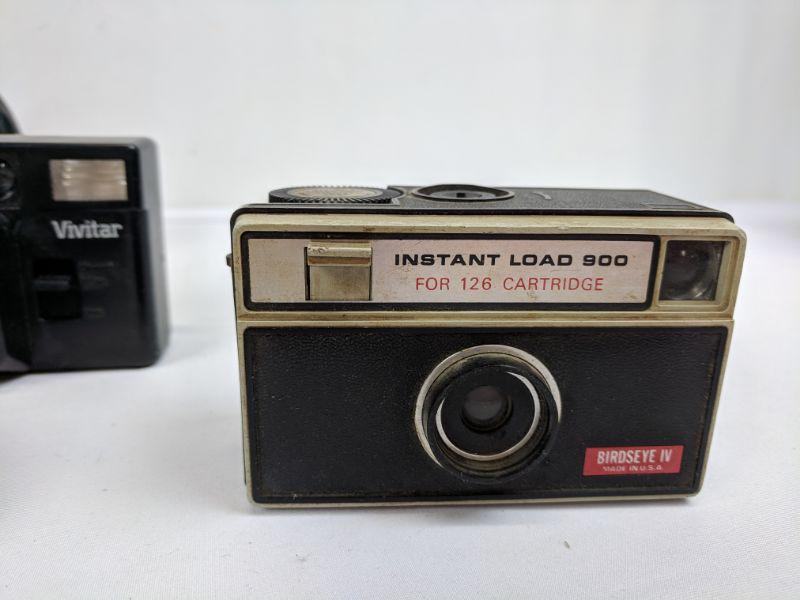 Vivitar
INSTANT LOAD 900
FOR 126 CARTRIDGE
BIRDSEYE IV
MADE IN U.S.A.